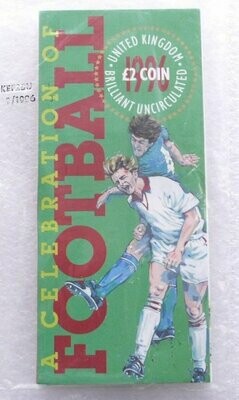 A CELEBRATION OF
FOOTBALL
UNITED KINGDOM
1996
£2 COIN
BRILLIANT UNCIRCULATED